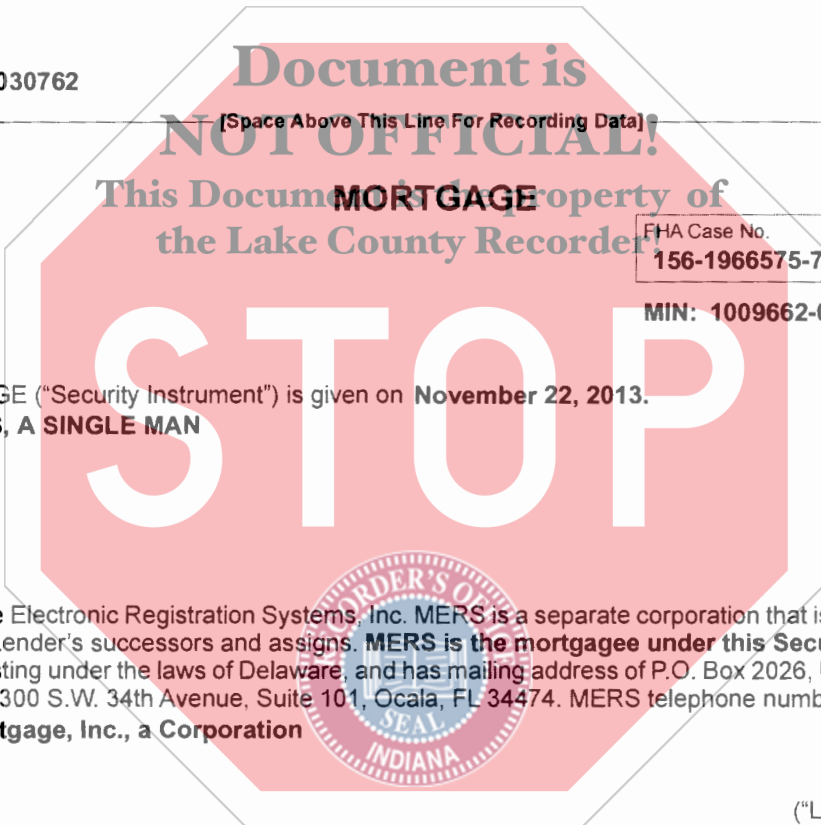 Document is
030762
[Space Above This Line For Recording Data]
NOT OFFICIAL!
This Document is the property of
MORTGAGE
the Lake County Recorder!
FHA Case No.
156-1966575-7
MIN: 1009662-0
STOP
GE (“Security Instrument”) is given on November 22, 2013.
S, A SINGLE MAN
e Electronic Registration Systems, Inc. MERS is a separate corporation that is
Lender’s successors and assigns. MERS is the mortgagee under this Secu
sting under the laws of Delaware, and has mailing address of P.O. Box 2026,
300 S.W. 34th Avenue, Suite 101, Ocala, FL 34474. MERS telephone numb
tgage, Inc., a Corporation
RECORDER'S OFFICE
SEAL
INDIANA
(“L